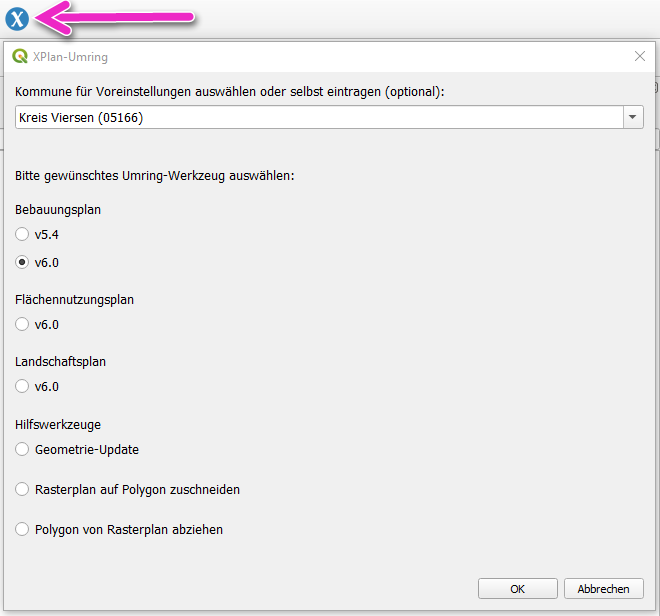 X
XPlan-Umring
Kommune für Voreinstellungen auswählen oder selbst eintragen (optional):
Kreis Viersen (05166)
Bitte gewünschtes Umring-Werkzeug auswählen:
Bebauungsplan
v5.4
v6.0
Flächennutzungsplan
v6.0
Landschaftsplan
v6.0
Hilfswerkzeuge
Geometrie-Update
Rasterplan auf Polygon zuschneiden
Polygon von Rasterplan abziehen
OK Abbrechen